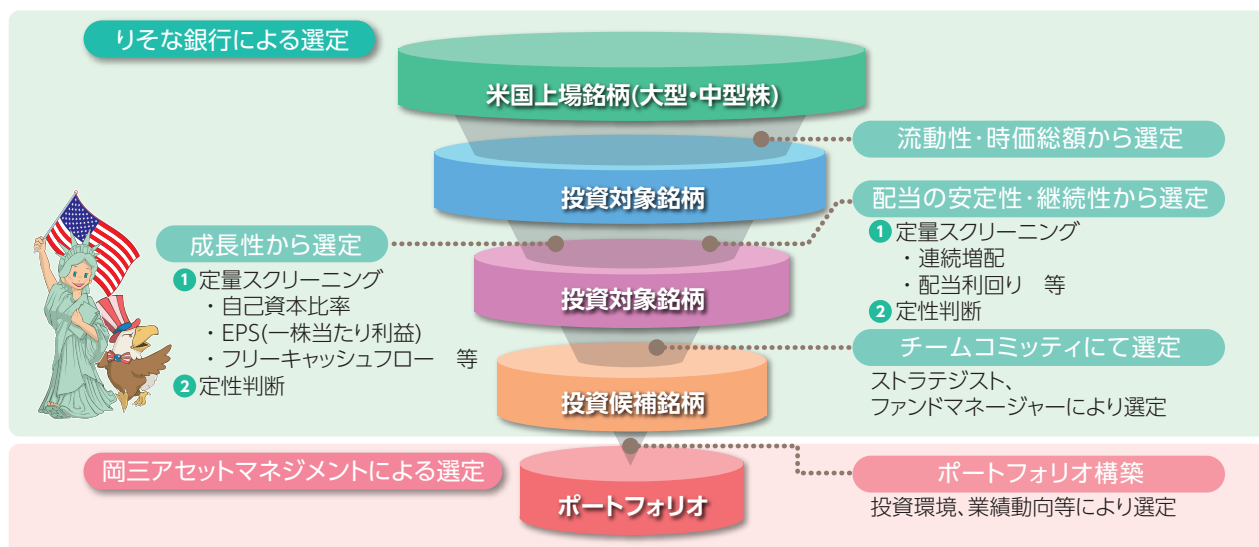 りそな銀行による選定
米国上場銘柄(大型・中型株)
流動性・時価総額から選定
投資対象銘柄
配当の安定性・継続性から選定
❶定量スクリーニング
・連続増配
・配当利回り 等
❷定性判断
成長性から選定
❶定量スクリーニング
・自己資本比率
・EPS(一株当たり利益)
・フリーキャッシュフロー 等
❷定性判断
投資対象銘柄
チームコミッティにて選定
ストラテジスト、
ファンドマネージャーにより選定
投資候補銘柄
岡三アセットマネジメントによる選定
ポートフォリオ構築
投資環境、業績動向等により選定
ポートフォリオ